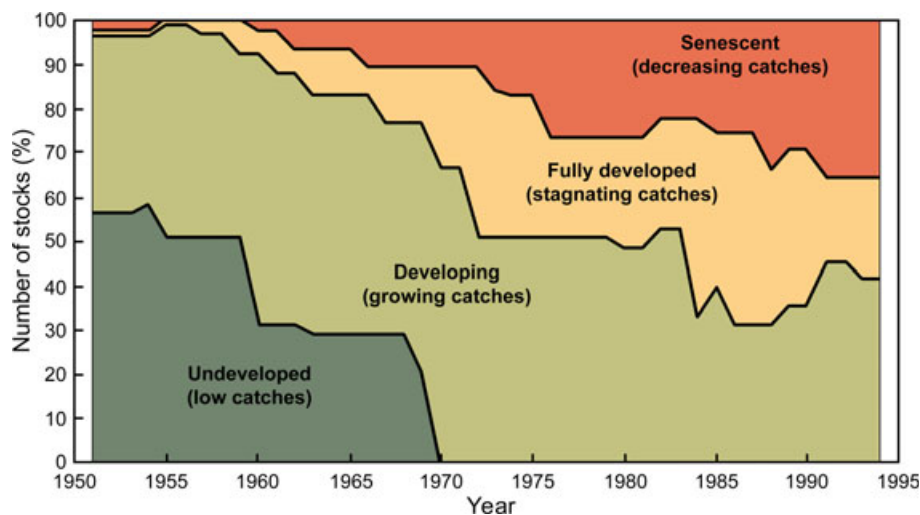 100
90
80
70
60
50
40
30
20
10
0
Number of stocks (%)
Senescent
(decreasing catches)
Fully developed
(stagnating catches)
Developing
(growing catches)
Undeveloped
(low catches)
1950 1955 1960 1965 1970 1975 1980 1985 1990 1995
Year